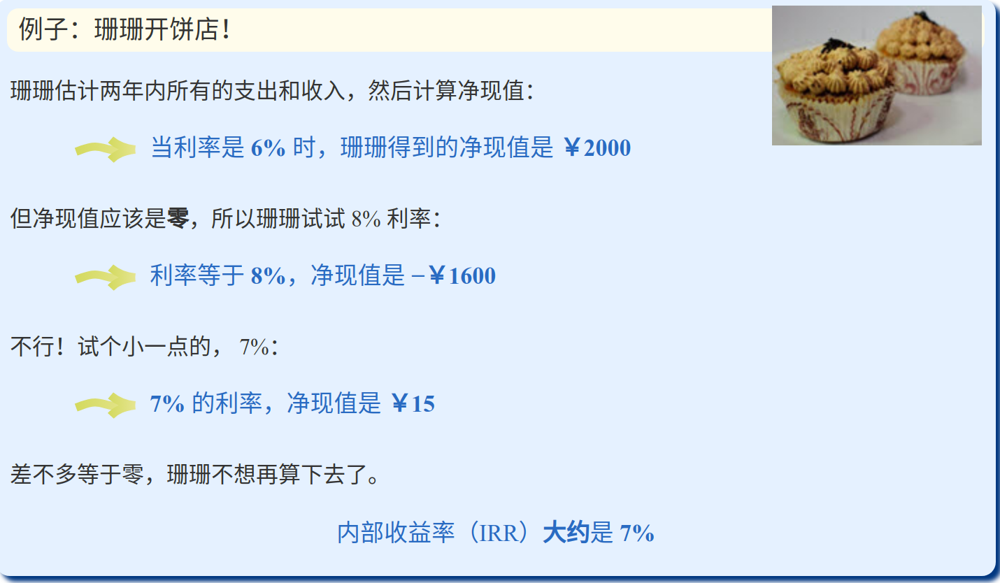 例子：珊珊开饼店！
珊珊估计两年内所有的支出和收入，然后计算净现值：
当利率是 6% 时，珊珊得到的净现值是 ￥2000
但净现值应该是零，所以珊珊试试 8% 利率：
利率等于 8%，净现值是 −￥1600
不行！试个小一点的， 7%：
7% 的利率，净现值是 ￥15
差不多等于零，珊珊不想再算下去了。
内部收益率（IRR）大约是 7%